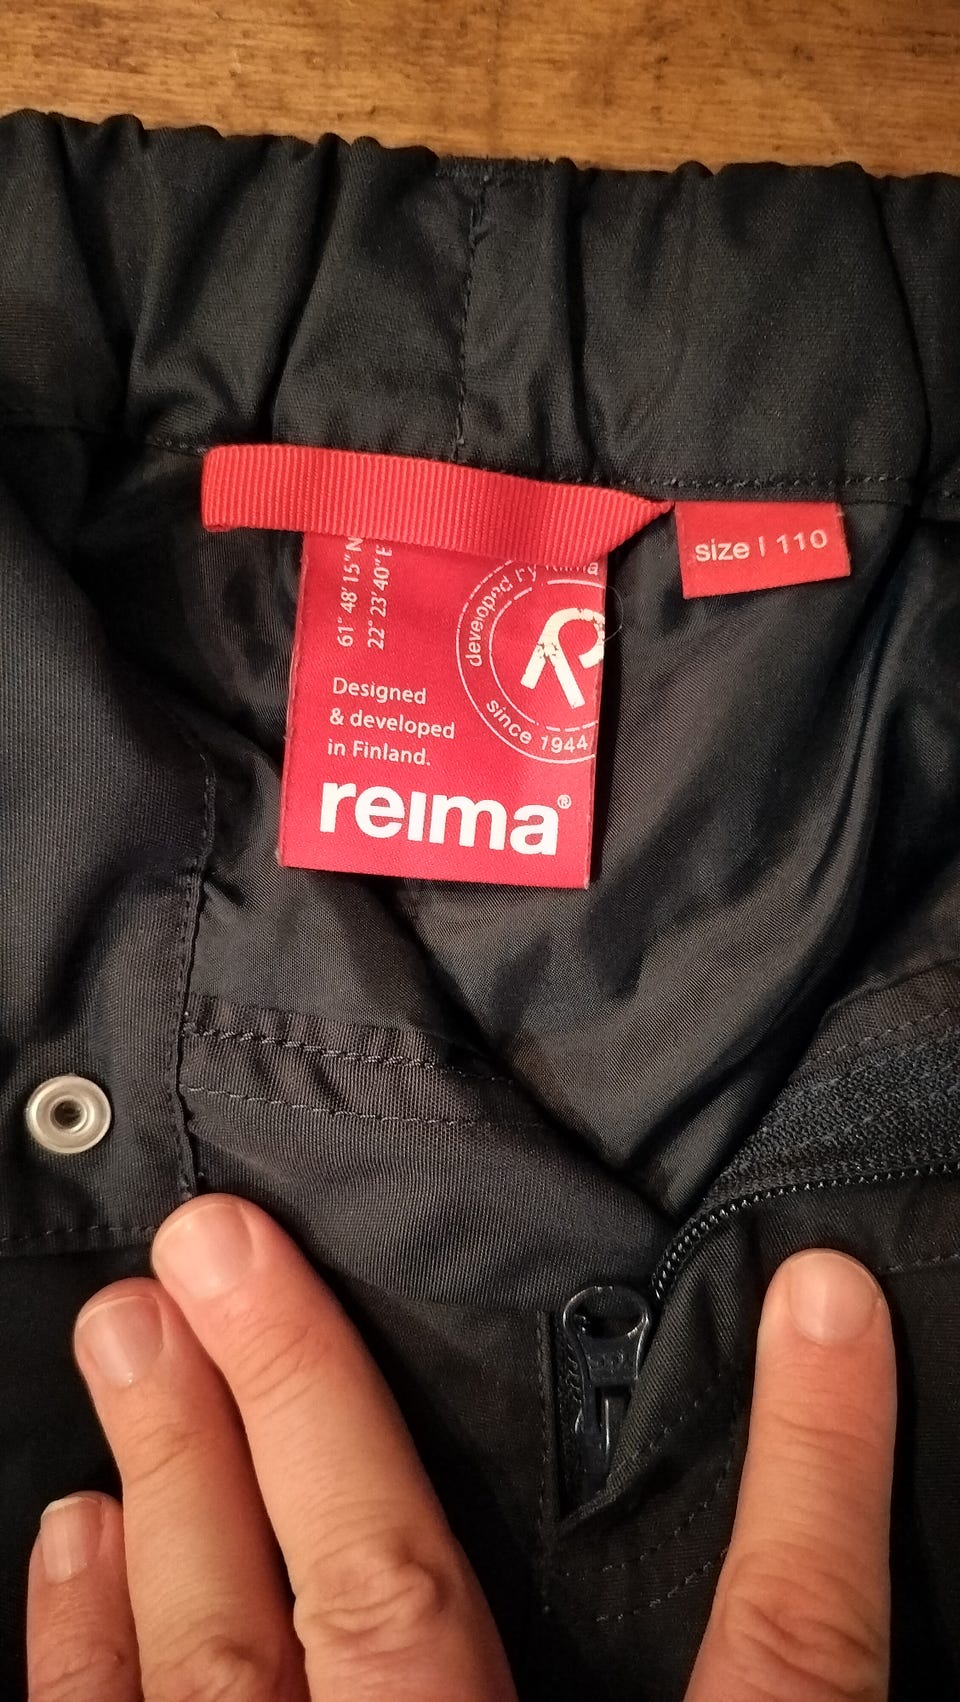 61° 48' 15" N
22° 23' 40" E
developed by Reima
R
since 1944
Designed
& developed
in Finland.
reima®
size | 110